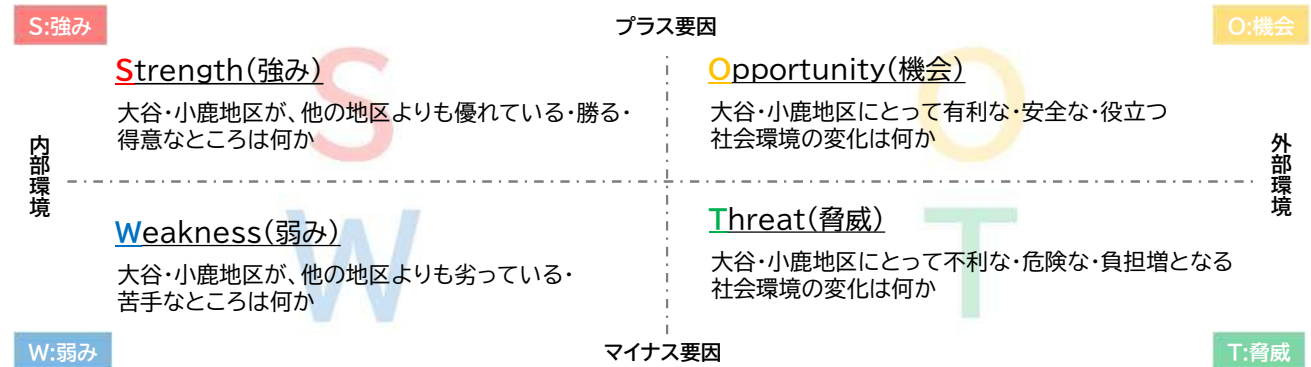 S:強み
プラス要因
O:機会
Strength(強み)
大谷・小鹿地区が、他の地区よりも優れている・勝る・
得意なところは何か
Opportunity(機会)
大谷・小鹿地区にとって有利な・安全な・役立つ
社会環境の変化は何か
S
O
内部環境
外部環境
Weakness(弱み)
大谷・小鹿地区が、他の地区よりも劣っている・
苦手なところは何か
Threat(脅威)
大谷・小鹿地区にとって不利な・危険な・負担増となる
社会環境の変化は何か
W
T
W:弱み
マイナス要因
T:脅威